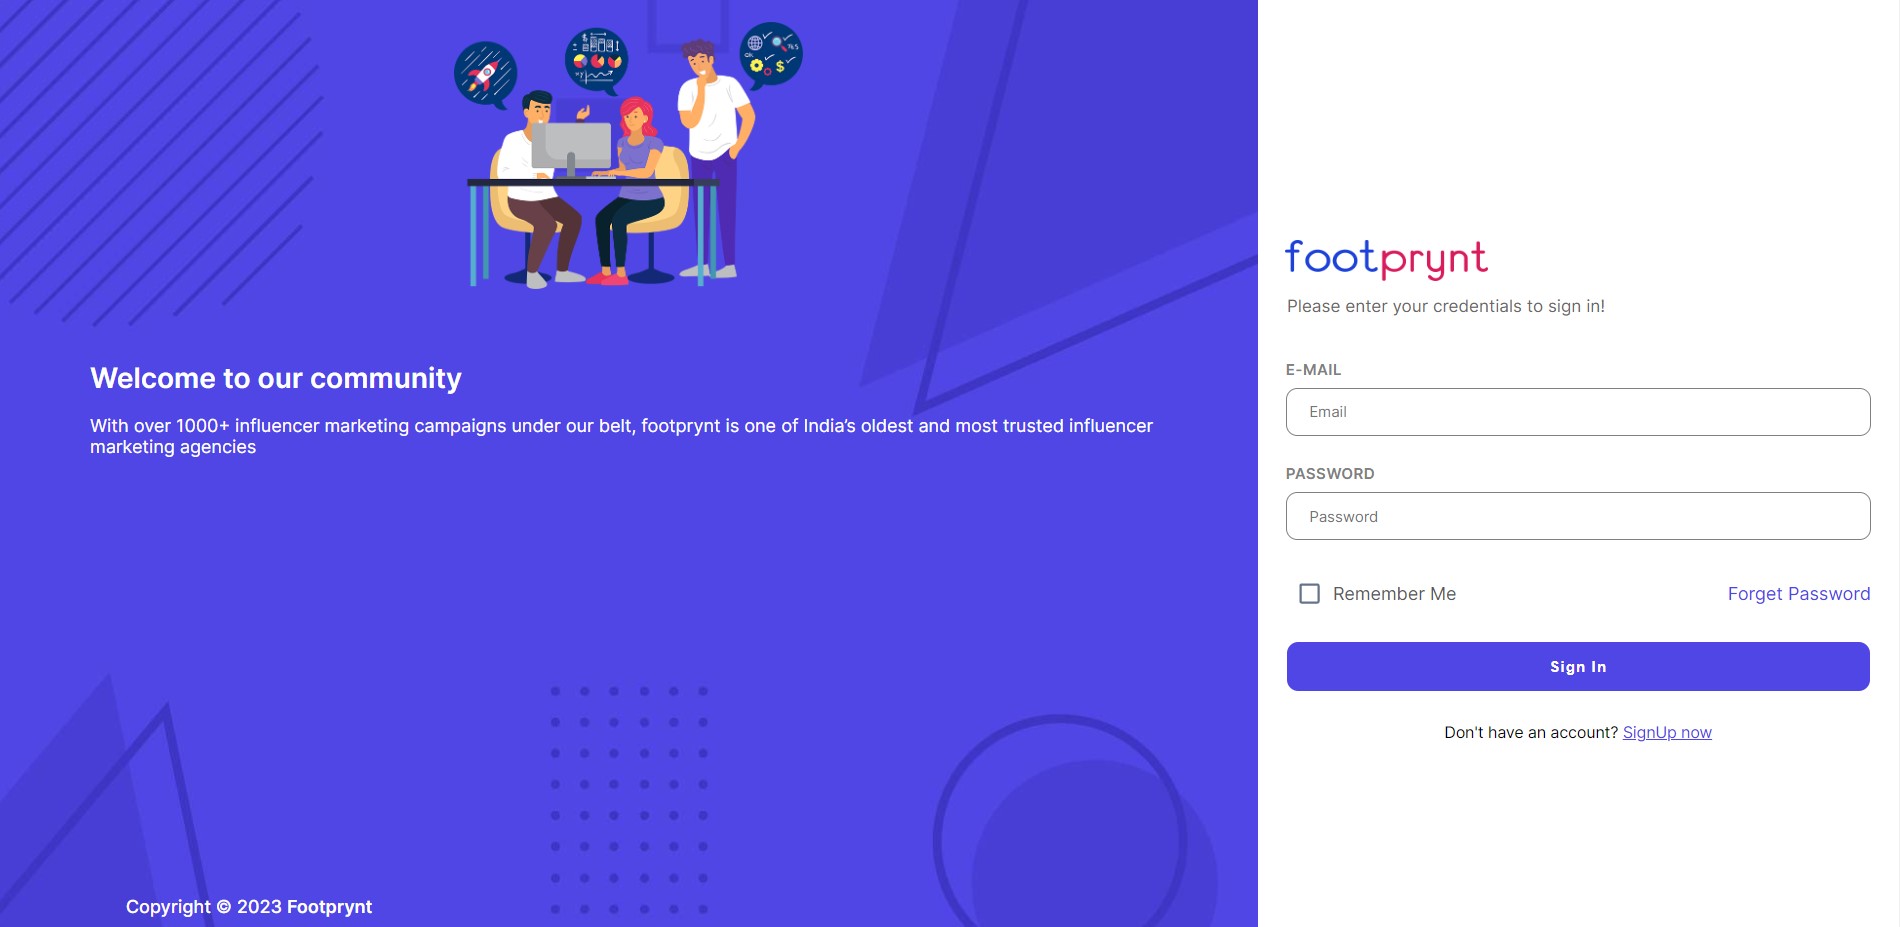 Welcome to our community
With over 1000+ influencer marketing campaigns under our belt, footprynt is one of India’s oldest and most trusted influencer
marketing agencies
Copyright © 2023 Footprynt
footprynt
Please enter your credentials to sign in!
E-MAIL
Email
PASSWORD
Password
Remember Me
Forget Password
Sign In
Don't have an account? SignUp now